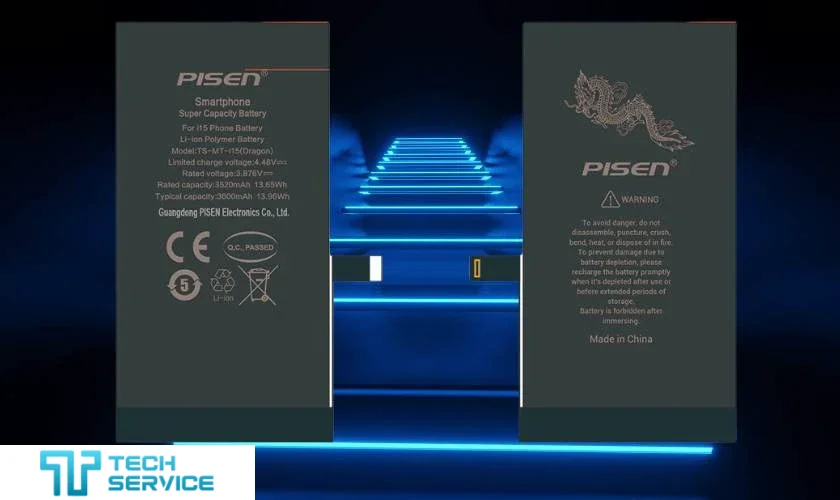 PISEN®
Smartphone
Super Capacity Battery
For i15 Phone Battery
Li-ion Polymer Battery
Model:TS-MT-i15(Dragon)
Limited charge voltage:4.48V⎓
Rated voltage:3.876V⎓
Rated capacity:3520mAh 13.65Wh
Typical capacity:3600mAh 13.96Wh
Guangdong PISEN Electronics Co., Ltd.
CE
Q.C., PASSED
5
Li-ion
PISEN®
WARNING
To avoid danger, do not
disassemble, puncture, crush,
bend, heat, or dispose of in fire.
To prevent damage due to
battery depletion, please
recharge the battery promptly
when it's depleted after use or
before extended periods of
storage.
Battery is forbidden after
immersing.
Made in China
TECH
SERVICE